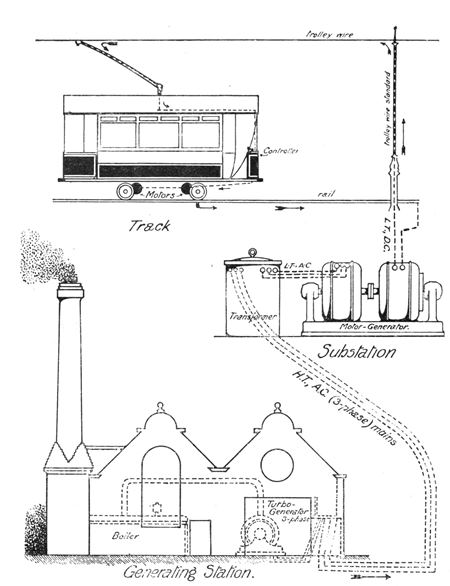 trolley wire
trolley wire standard
Controller
Motors
rail
Track
L.T., D.C.
L.T.-A.C.
Transformer
Motor-Generator.
Substation
H.T., A.C. (3-phase) mains
Turbo-
Generator
3-phase
Boiler
Generating Station.